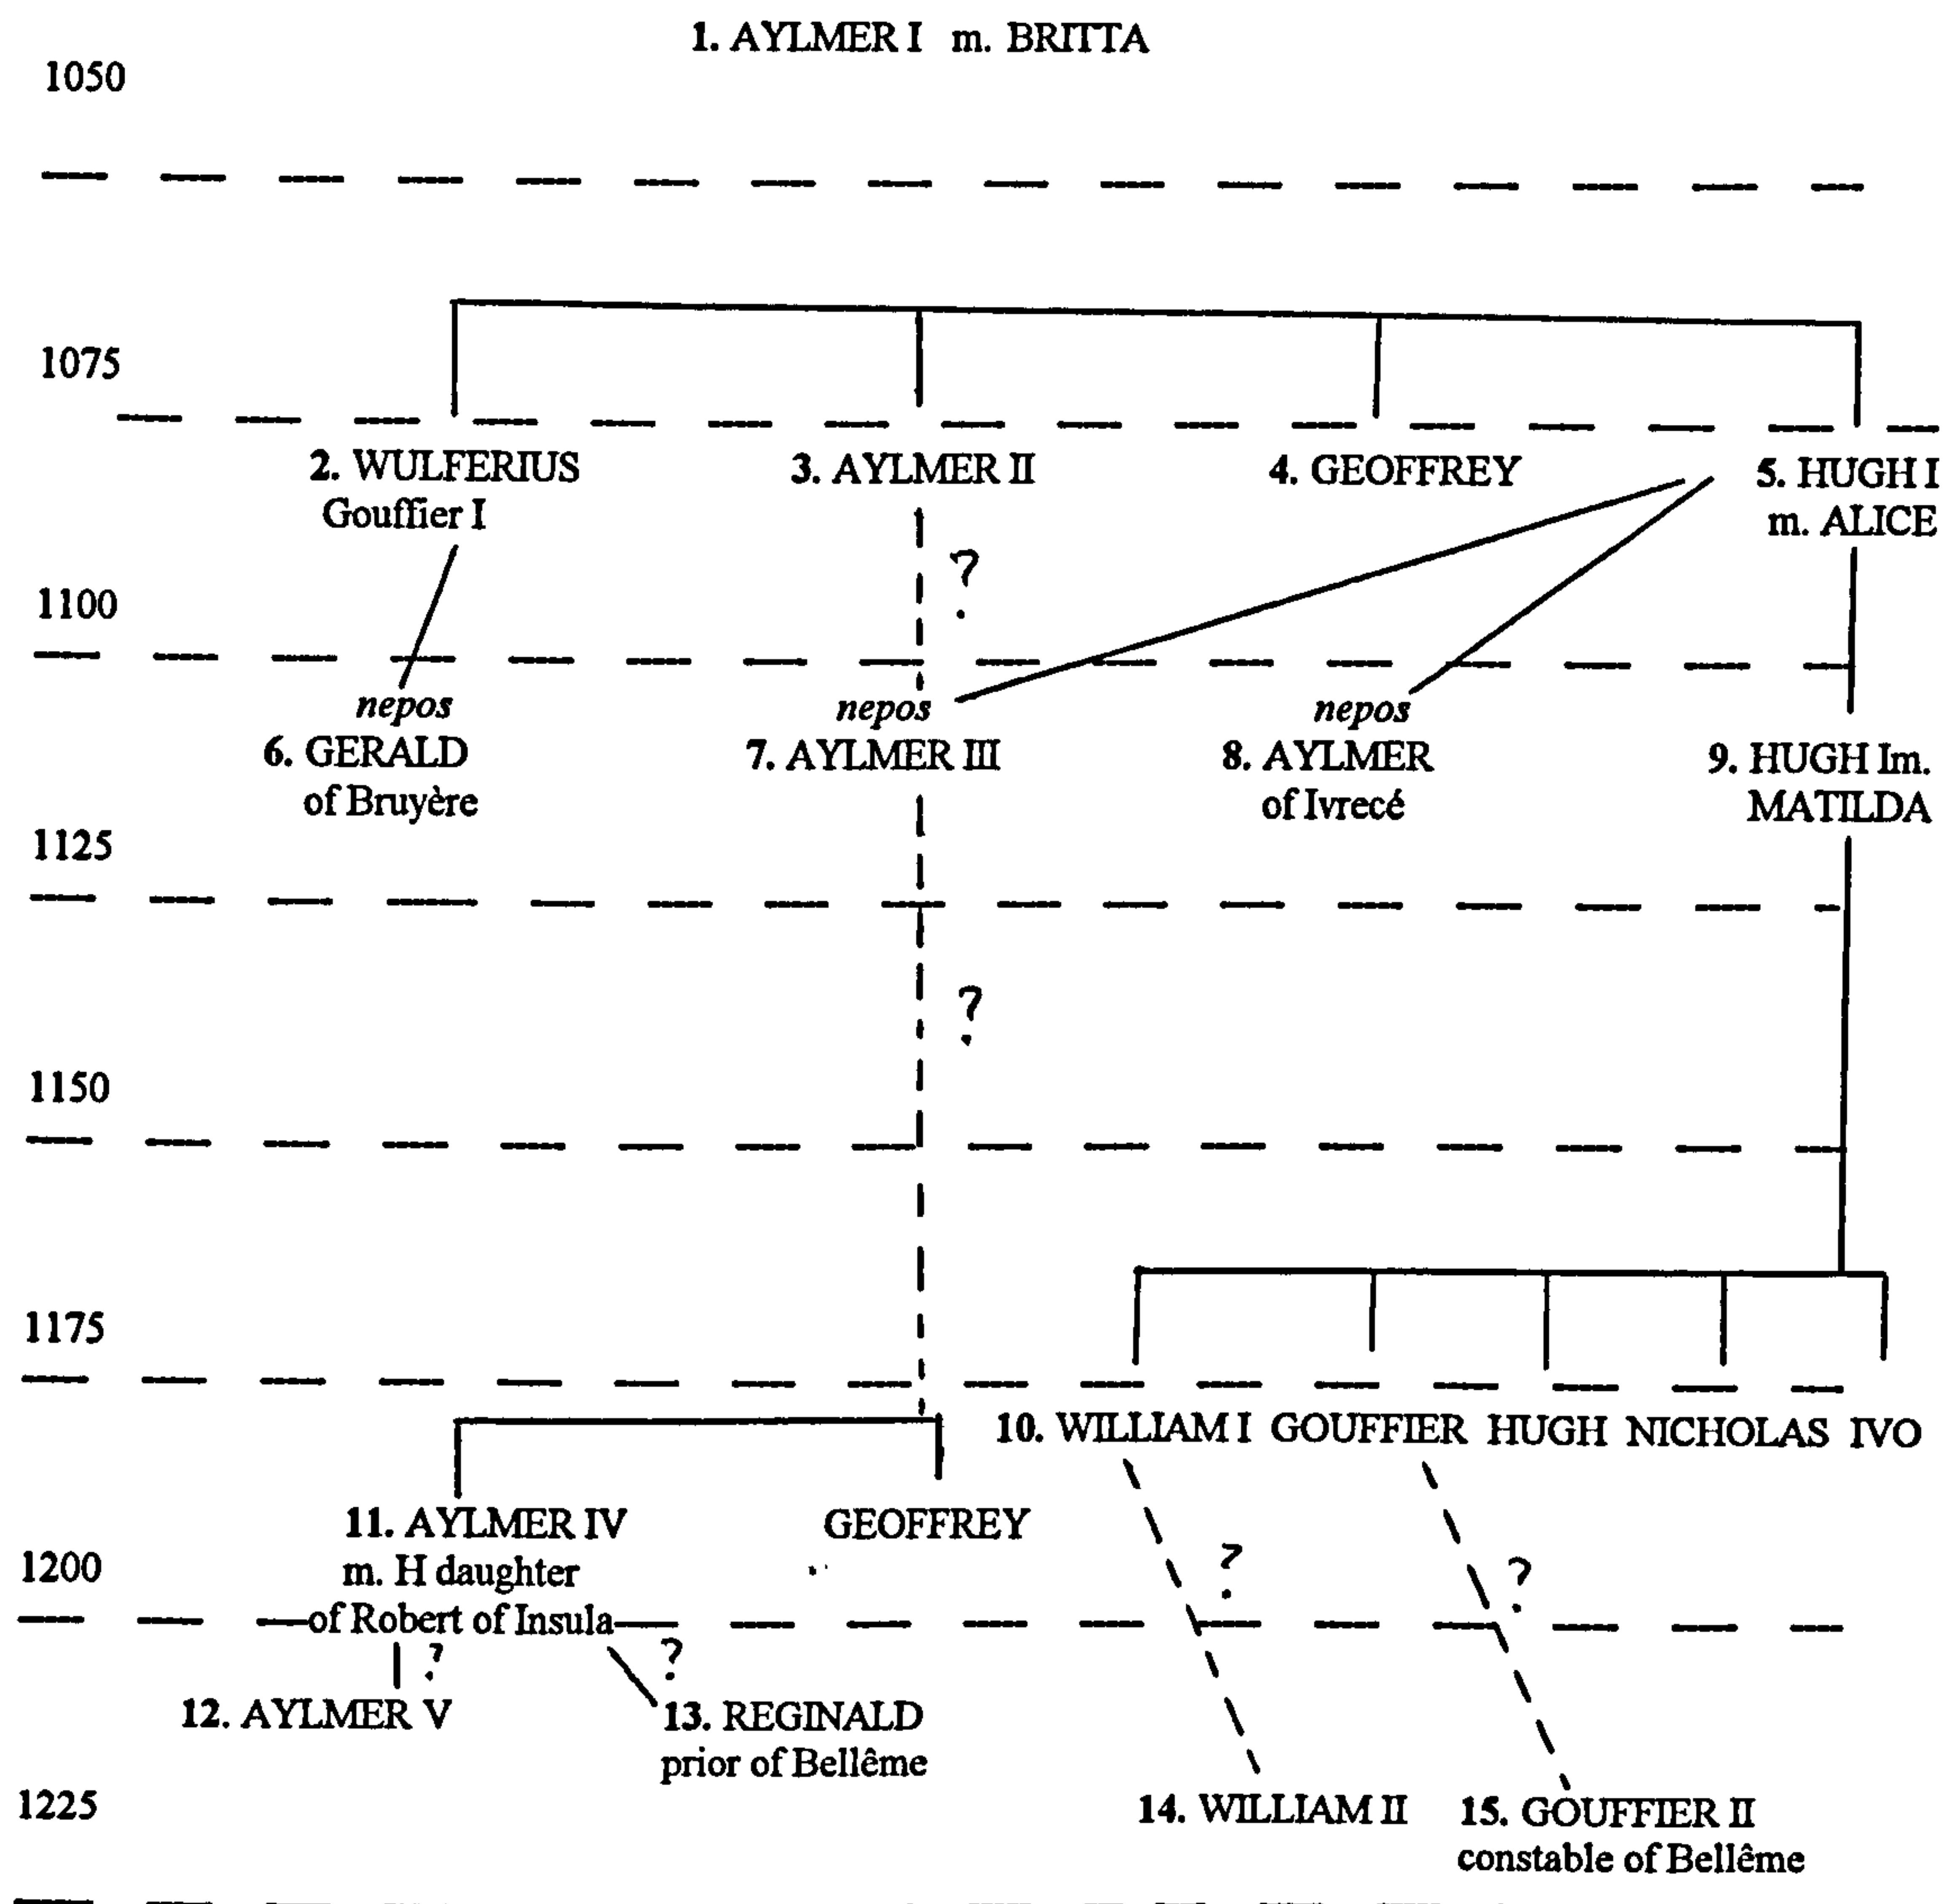 1. AYLMER I m. BRITTA
1050
1075
2. WULFERIUS 3. AYLMER II 4. GEOFFREY 5. HUGH I
Gouffier I m. ALICE
?
1100
nepos nepos nepos
6. GERALD 7. AYLMER III 8. AYLMER 9. HUGH Im.
of Bruyère of Ivrecé MATILDA
1125
?
1150
1175
10. WILLIAM I GOUFFIER HUGH NICHOLAS IVO
11. AYLMER IV GEOFFREY
1200 m. H daughter ? ?
of Robert of Insula
? ?
12. AYLMER V 13. REGINALD
prior of Bellême
1225 14. WILLIAM II 15. GOUFFIER II
constable of Bellême